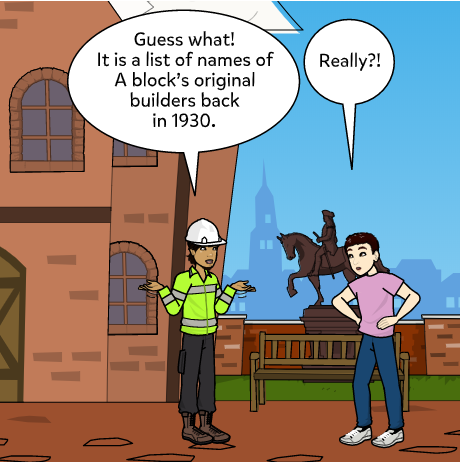 Guess what!
It is a list of names of
A block's original
builders back
in 1930.
Really?!